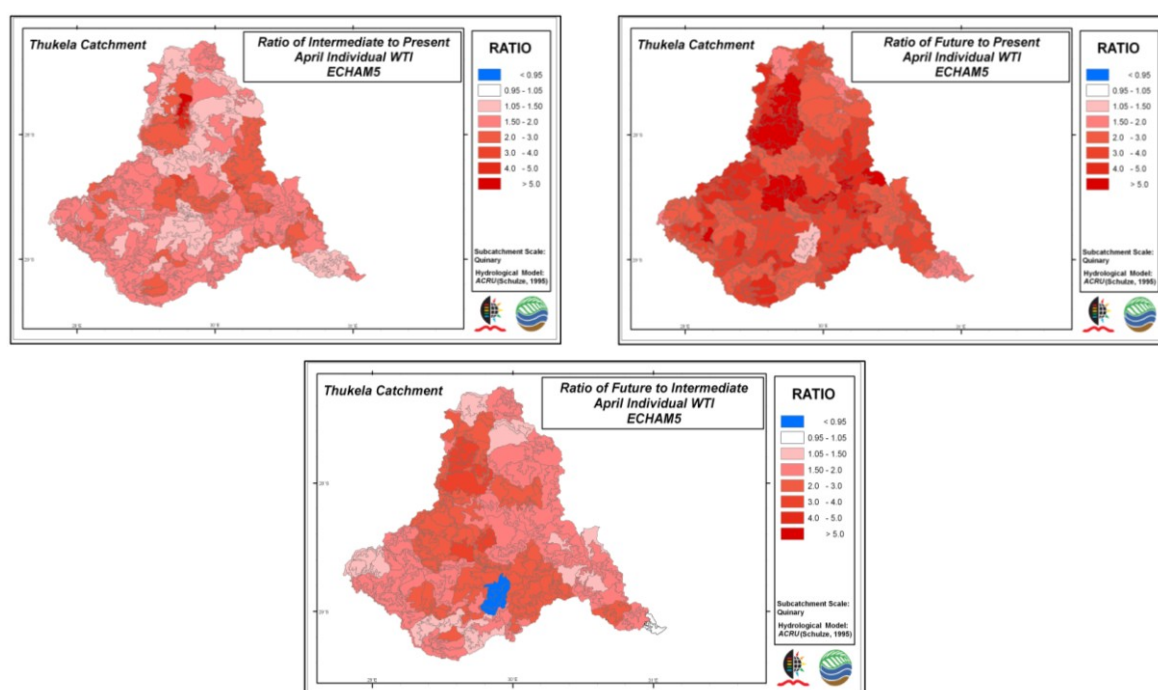 Thukela Catchment
Ratio of Intermediate to Present
April Individual WTI
ECHAM5
RATIO
< 0.95
0.95 - 1.05
1.05 - 1.50
1.50 - 2.0
2.0 - 3.0
3.0 - 4.0
4.0 - 5.0
> 5.0
Subcatchment Scale:
Quinary
Hydrological Model:
ACRU (Schulze, 1995)
Thukela Catchment
Ratio of Future to Present
April Individual WTI
ECHAM5
RATIO
< 0.95
0.95 - 1.05
1.05 - 1.50
1.50 - 2.0
2.0 - 3.0
3.0 - 4.0
4.0 - 5.0
> 5.0
Subcatchment Scale:
Quinary
Hydrological Model:
ACRU (Schulze, 1995)
Thukela Catchment
Ratio of Future to Intermediate
April Individual WTI
ECHAM5
RATIO
< 0.95
0.95 - 1.05
1.05 - 1.50
1.50 - 2.0
2.0 - 3.0
3.0 - 4.0
4.0 - 5.0
> 5.0
Subcatchment Scale:
Quinary
Hydrological Model:
ACRU (Schulze, 1995)